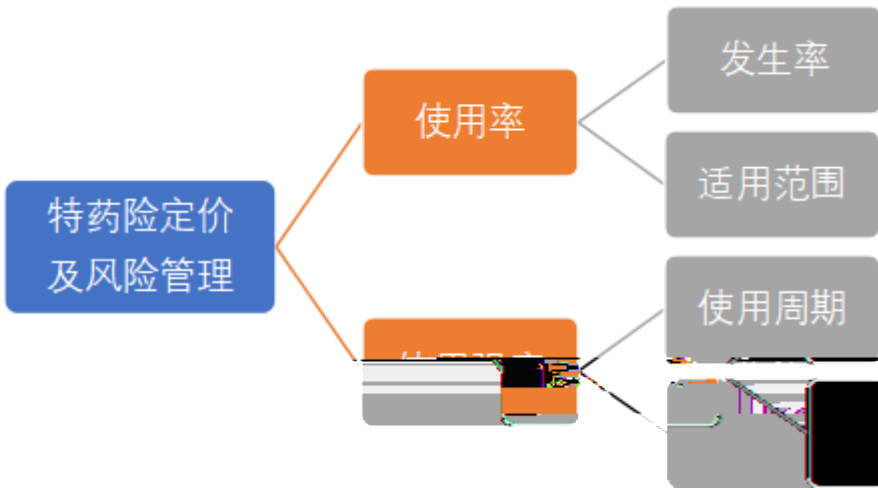 特药险定价
及风险管理
使用率
发生率
适用范围
使用周期